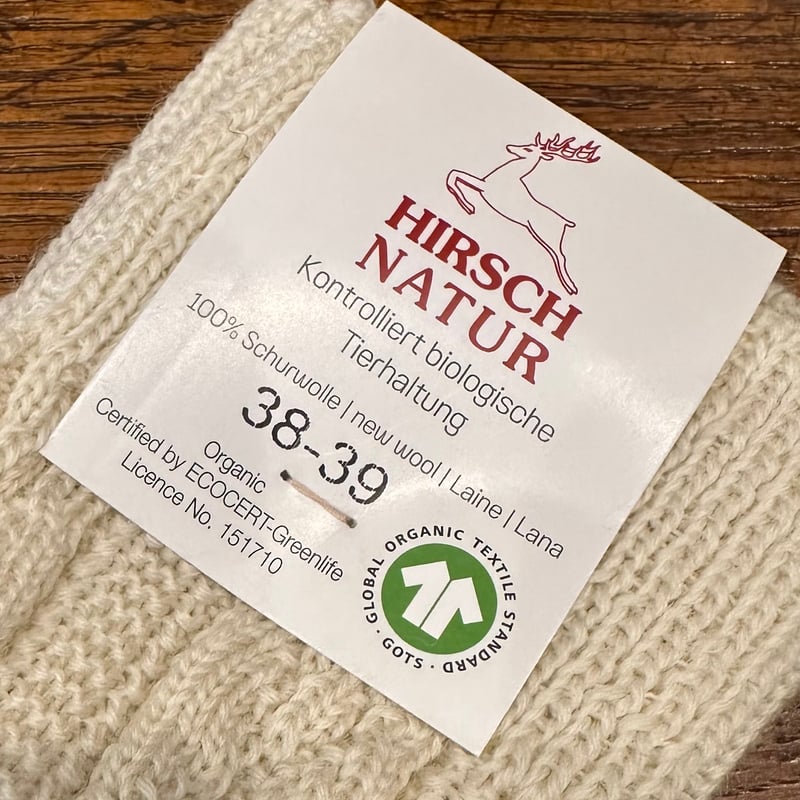 HIRSCH
NATUR
Kontrolliert biologische
Tierhaltung
100% Schurwolle | new wool | Laine | Lana
38-39
Organic
Certified by ECOCERT-Greenlife
Licence No. 151710
GLOBAL ORGANIC TEXTILE STANDARD · GOTS ·